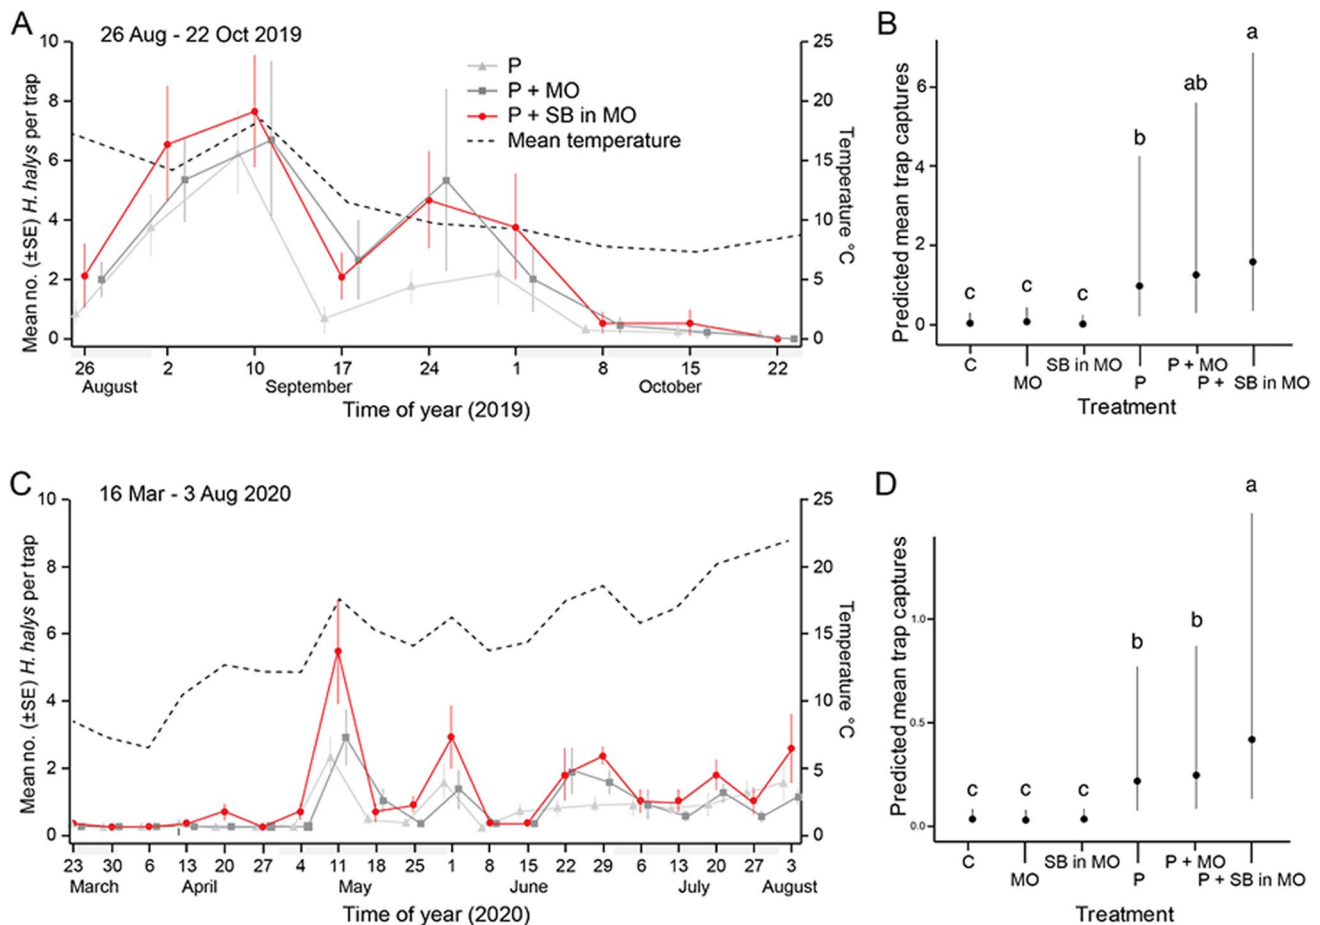 A
26 Aug - 22 Oct 2019
P
P + MO
P + SB in MO
Mean temperature
Mean no. (±SE) H. halys per trap
10
8
6
4
2
0
25
20
15
10
5
0
Temperature °C
26 2 10 17 24 1 8 15 22
August September October
Time of year (2019)
B
Predicted mean trap captures
6
4
2
0
c c c b ab a
C SB in MO P + MO
MO P P + SB in MO
Treatment
C
16 Mar - 3 Aug 2020
Mean no. (±SE) H. halys per trap
10
8
6
4
2
0
25
20
15
10
5
0
Temperature °C
23 30 6 13 20 27 4 11 18 25 1 8 15 22 29 6 13 20 27 3
March April May June July August
Time of year (2020)
D
Predicted mean trap captures
1.0
0.5
0.0
c c c b b a
C SB in MO P + MO
MO P P + SB in MO
Treatment